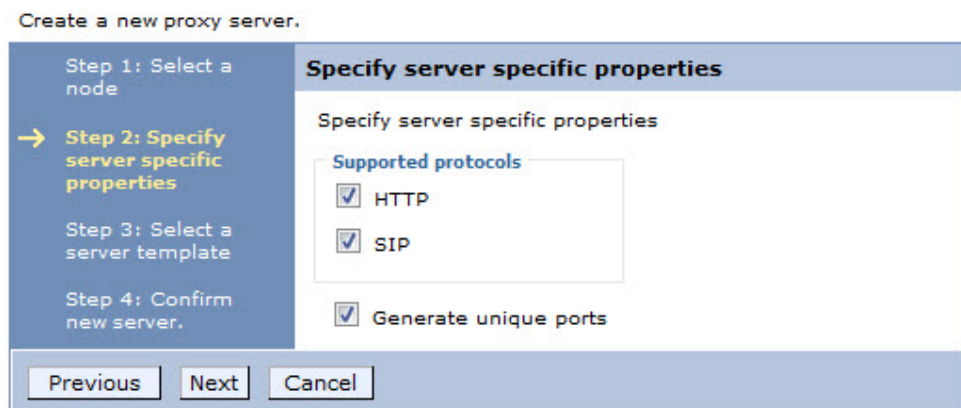 Create a new proxy server.
Step 1: Select a
node
Step 2: Specify
server specific
properties
Step 3: Select a
server template
Step 4: Confirm
new server.
Specify server specific properties
Specify server specific properties
Supported protocols
HTTP
SIP
Generate unique ports
Previous Next Cancel